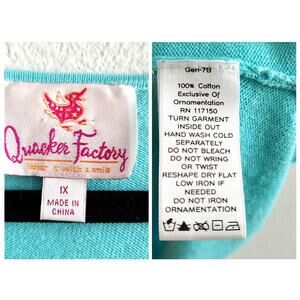 Quacker Factory
Wear it with a smile
1X
MADE IN
CHINA
Gen-7B
100% Cotton
Exclusive Of
Ornamentation
RN 117150
TURN GARMENT
INSIDE OUT
HAND WASH COLD
SEPARATELY
DO NOT BLEACH
DO NOT WRING
OR TWIST
RESHAPE DRY FLAT
LOW IRON IF
NEEDED
DO NOT IRON
ORNAMENTATION